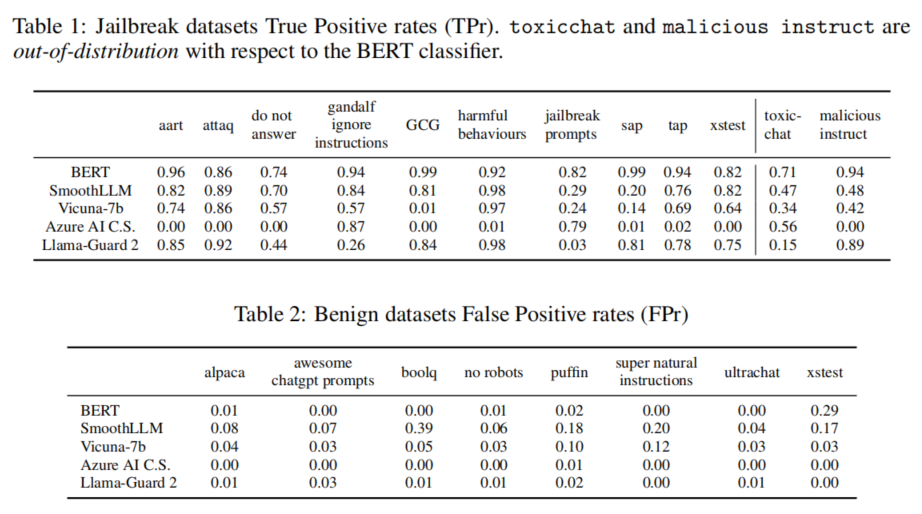 Table 1: Jailbreak datasets True Positive rates (TPr). toxicchat and malicious instruct are
out-of-distribution with respect to the BERT classifier.
aart attaq do not answer gandalf ignore instructions GCG harmful behaviours jailbreak prompts sap tap xstest toxic-chat malicious instruct
BERT 0.96 0.86 0.74 0.94 0.99 0.92 0.82 0.99 0.94 0.82 0.71 0.94
SmoothLLM 0.82 0.89 0.70 0.84 0.81 0.98 0.29 0.20 0.76 0.82 0.47 0.48
Vicuna-7b 0.74 0.86 0.57 0.57 0.01 0.97 0.24 0.14 0.69 0.64 0.34 0.42
Azure AI C.S. 0.00 0.00 0.00 0.87 0.00 0.01 0.79 0.01 0.02 0.00 0.56 0.00
Llama-Guard 2 0.85 0.92 0.44 0.26 0.84 0.98 0.03 0.81 0.78 0.75 0.15 0.89
Table 2: Benign datasets False Positive rates (FPr)
alpaca awesome chatgpt prompts boolq no robots puffin super natural instructions ultrachat xstest
BERT 0.01 0.00 0.00 0.01 0.02 0.00 0.00 0.29
SmoothLLM 0.08 0.07 0.39 0.06 0.18 0.20 0.04 0.17
Vicuna-7b 0.04 0.03 0.05 0.03 0.10 0.12 0.03 0.03
Azure AI C.S. 0.00 0.00 0.00 0.00 0.01 0.00 0.00 0.00
Llama-Guard 2 0.01 0.03 0.01 0.01 0.02 0.00 0.01 0.00